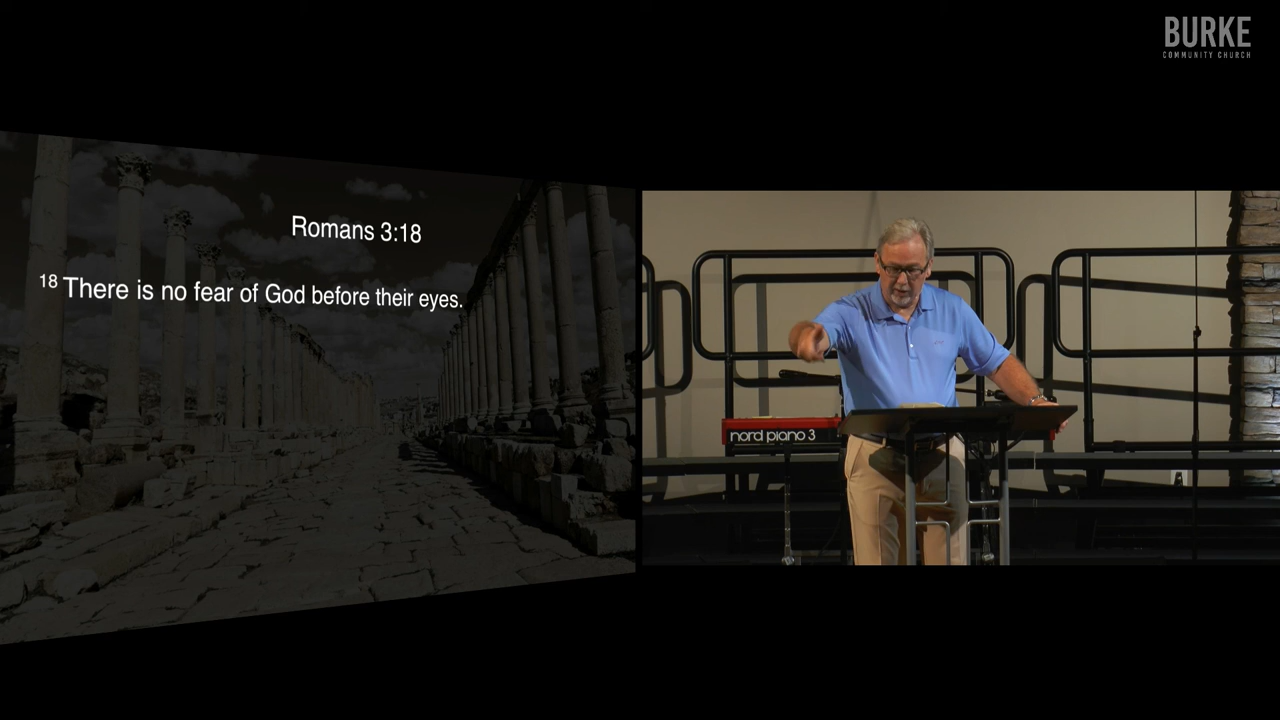 BURKE
COMMUNITY CHURCH
Romans 3:18
18 There is no fear of God before their eyes.
nord piano 3